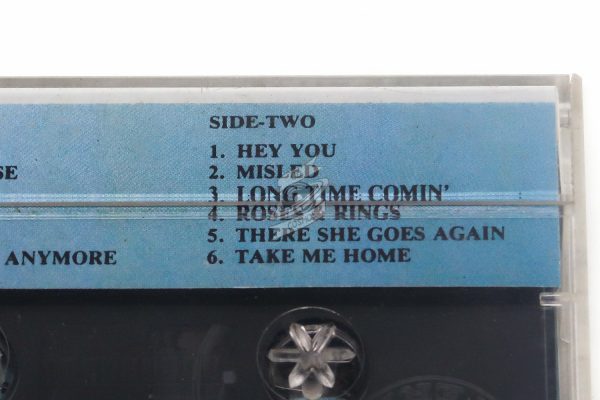 SIDE-TWO
1. HEY YOU
SE
2. MISLED
3. LONG TIME COMIN'
4. ROSES & RINGS
5. THERE SHE GOES AGAIN
ANYMORE
6. TAKE ME HOME